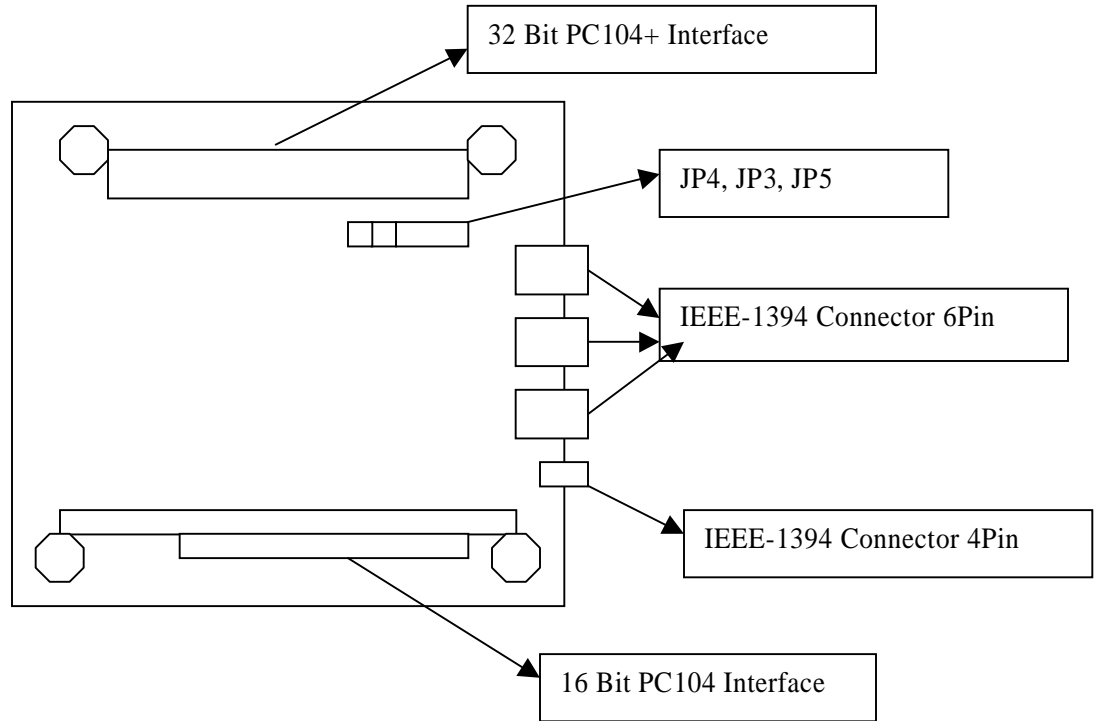 32 Bit PC104+ Interface
JP4, JP3, JP5
IEEE-1394 Connector 6Pin
IEEE-1394 Connector 4Pin
16 Bit PC104 Interface